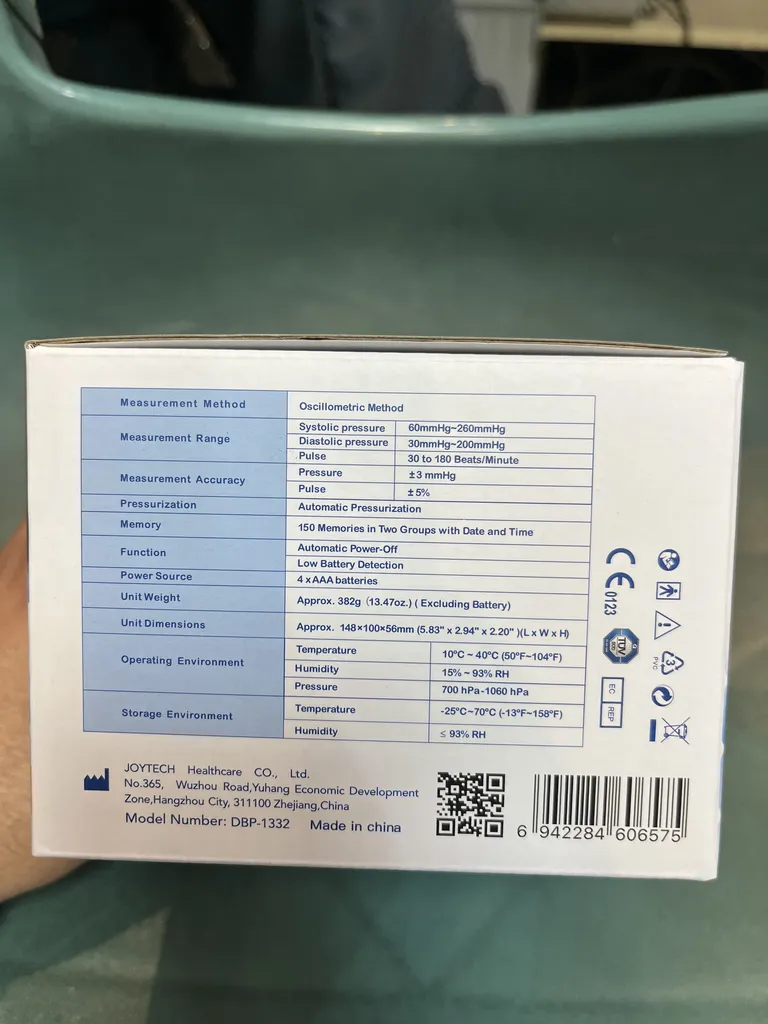 Measurement Method Oscillometric Method
Measurement Range Systolic pressure 60mmHg~260mmHg
Diastolic pressure 30mmHg~200mmHg
Pulse 30 to 180 Beats/Minute
Measurement Accuracy Pressure ±3 mmHg
Pulse ±5%
Pressurization Automatic Pressurization
Memory 150 Memories in Two Groups with Date and Time
Function Automatic Power-Off
Low Battery Detection
Power Source 4 xAAA batteries
Unit Weight Approx. 382g (13.47oz.) ( Excluding Battery)
Unit Dimensions Approx. 148×100×56mm (5.83" x 2.94" x 2.20" )(L x W x H)
Operating Environment Temperature 10°C ~ 40°C (50°F~104°F)
Humidity 15% ~ 93% RH
Pressure 700 hPa-1060 hPa
Storage Environment Temperature -25°C~70°C (-13°F~158°F)
Humidity ≤ 93% RH
CE 0123
TÜV
3
PVC
EC REP
JOYTECH Healthcare CO., Ltd.
No.365, Wuzhou Road,Yuhang Economic Development
Zone,Hangzhou City, 311100 Zhejiang,China
Model Number: DBP-1332 Made in china
6 942284 606575